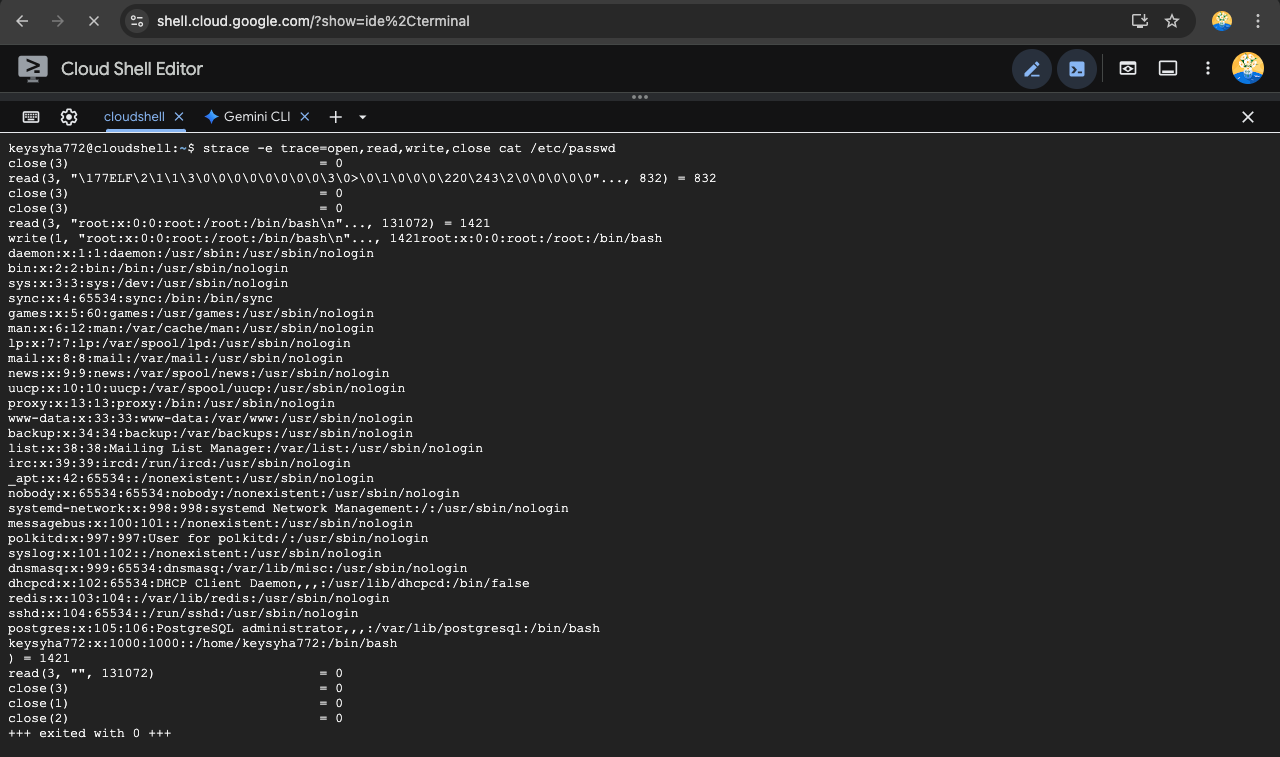 shell.cloud.google.com/?show=ide%2Cterminal
Cloud Shell Editor
cloudshell
Gemini CLI
keysyha772@cloudshell:~$ strace -e trace=open,read,write,close cat /etc/passwd
close(3)                                = 0
read(3, "\177ELF\2\1\1\3\0\0\0\0\0\0\0\0\3\0>\0\1\0\0\0\220\243\2\0\0\0\0\0"..., 832) = 832
close(3)                                = 0
close(3)                                = 0
read(3, "root:x:0:0:root:/root:/bin/bash\n"..., 131072) = 1421
write(1, "root:x:0:0:root:/root:/bin/bash\n"..., 1421root:x:0:0:root:/root:/bin/bash
daemon:x:1:1:daemon:/usr/sbin:/usr/sbin/nologin
bin:x:2:2:bin:/bin:/usr/sbin/nologin
sys:x:3:3:sys:/dev:/usr/sbin/nologin
sync:x:4:65534:sync:/bin:/bin/sync
games:x:5:60:games:/usr/games:/usr/sbin/nologin
man:x:6:12:man:/var/cache/man:/usr/sbin/nologin
lp:x:7:7:lp:/var/spool/lpd:/usr/sbin/nologin
mail:x:8:8:mail:/var/mail:/usr/sbin/nologin
news:x:9:9:news:/var/spool/news:/usr/sbin/nologin
uucp:x:10:10:uucp:/var/spool/uucp:/usr/sbin/nologin
proxy:x:13:13:proxy:/bin:/usr/sbin/nologin
www-data:x:33:33:www-data:/var/www:/usr/sbin/nologin
backup:x:34:34:backup:/var/backups:/usr/sbin/nologin
list:x:38:38:Mailing List Manager:/var/list:/usr/sbin/nologin
irc:x:39:39:ircd:/run/ircd:/usr/sbin/nologin
_apt:x:42:65534::/nonexistent:/usr/sbin/nologin
nobody:x:65534:65534:nobody:/nonexistent:/usr/sbin/nologin
systemd-network:x:998:998:systemd Network Management:/:/usr/sbin/nologin
messagebus:x:100:101::/nonexistent:/usr/sbin/nologin
polkitd:x:997:997:User for polkitd:/:/usr/sbin/nologin
syslog:x:101:102::/nonexistent:/usr/sbin/nologin
dnsmasq:x:999:65534:dnsmasq:/var/lib/misc:/usr/sbin/nologin
dhcpcd:x:102:65534:DHCP Client Daemon,,,:/usr/lib/dhcpcd:/bin/false
redis:x:103:104::/var/lib/redis:/usr/sbin/nologin
sshd:x:104:65534::/run/sshd:/usr/sbin/nologin
postgres:x:105:106:PostgreSQL administrator,,,:/var/lib/postgresql:/bin/bash
keysyha772:x:1000:1000::/home/keysyha772:/bin/bash
) = 1421
read(3, "", 131072)                     = 0
close(3)                                = 0
close(1)                                = 0
close(2)                                = 0
+++ exited with 0 +++